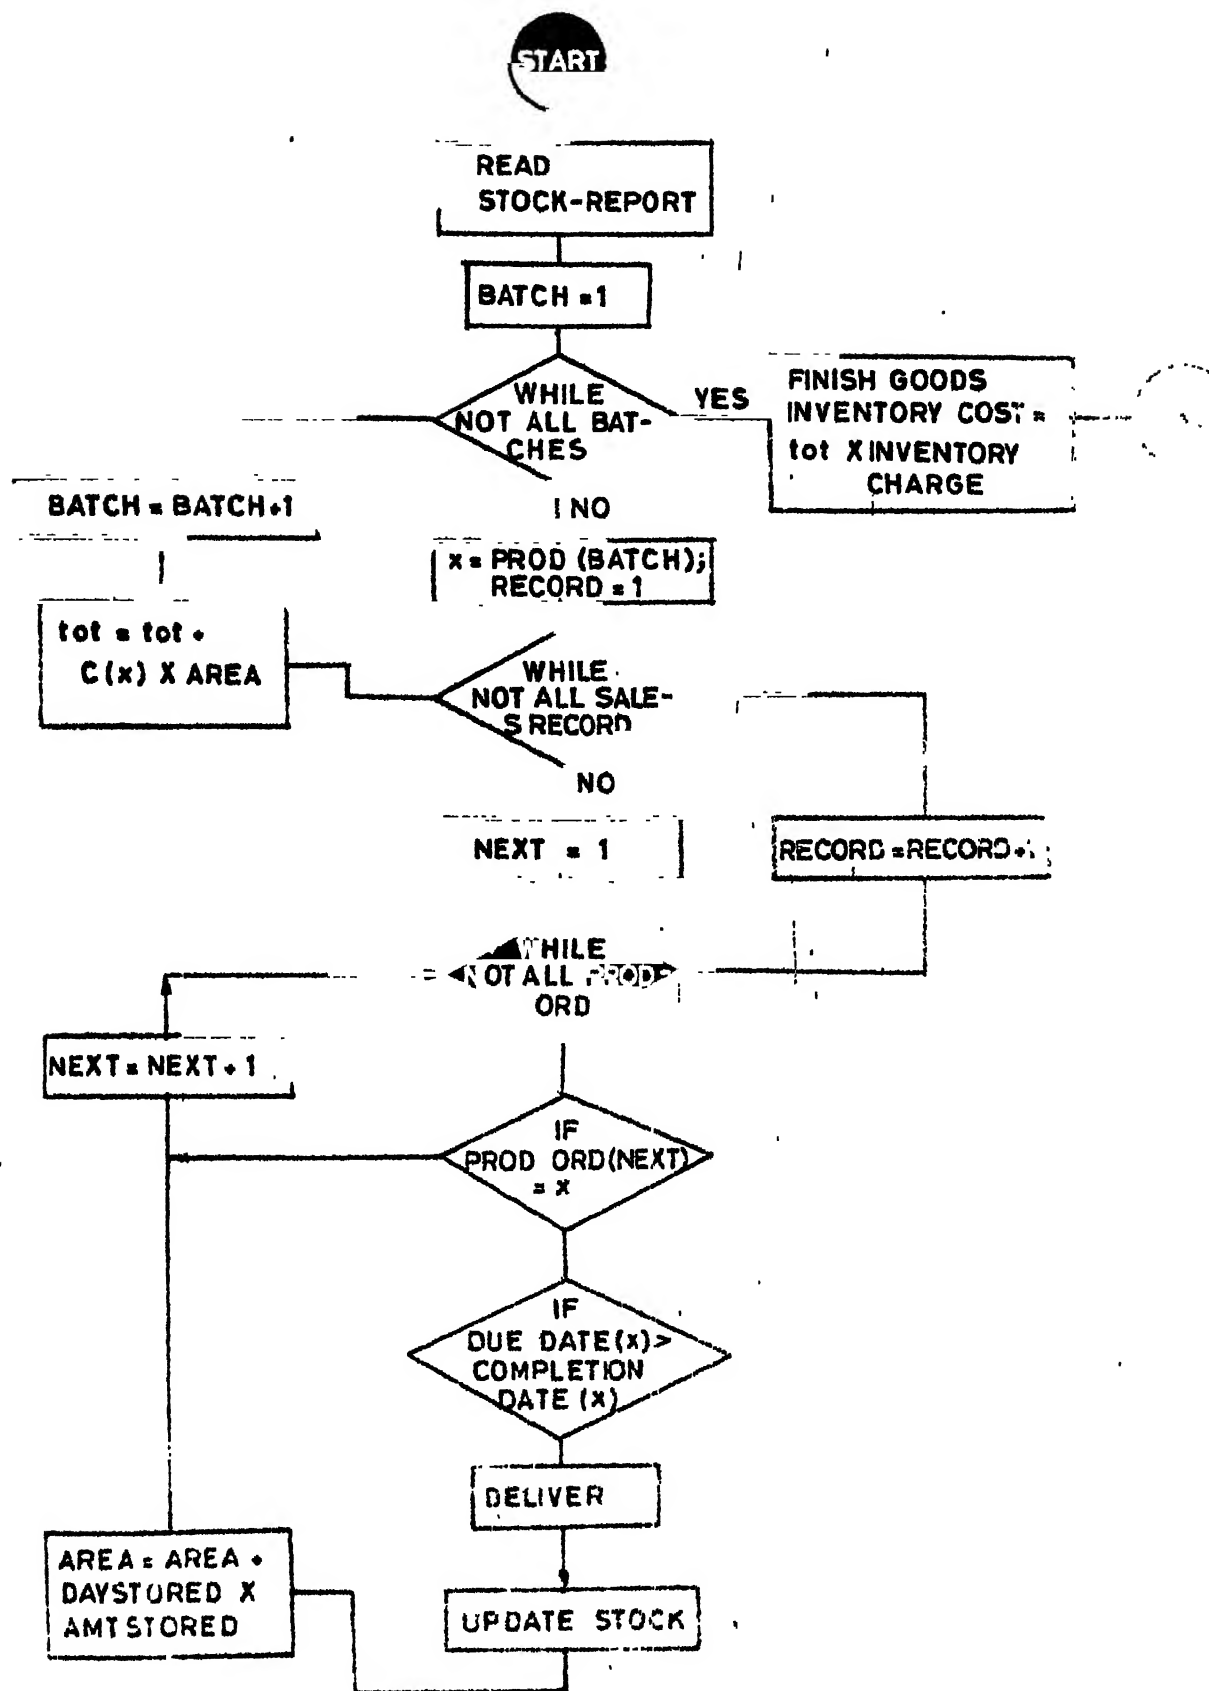 START
READ
STOCK-REPORT
BATCH = 1
WHILE
NOT ALL BAT-
CHES
YES
FINISH GOODS
INVENTORY COST =
tot X INVENTORY
CHARGE
NO
BATCH = BATCH+1
x = PROD (BATCH);
RECORD = 1
tot = tot +
C(x) X AREA
WHILE
NOT ALL SALE-
S RECORD
NO
NEXT = 1
RECORD = RECORD+1
WHILE
NOT ALL PROD-
ORD
NEXT = NEXT + 1
IF
PROD ORD(NEXT)
= x
IF
DUE DATE(x)>
COMPLETION
DATE (x)
DELIVER
AREA = AREA +
DAYSTORED X
AMTSTORED
UPDATE STOCK